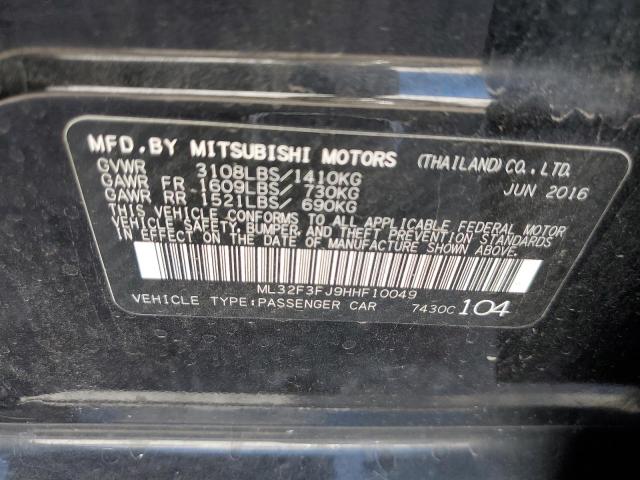 MFD. BY MITSUBISHI MOTORS (THAILAND) CO., LTD.
GVWR 3108LBS/1410KG JUN 2016
GAWR FR 1609LBS/ 730KG
GAWR RR 1521LBS/ 690KG
THIS VEHICLE CONFORMS TO ALL APPLICABLE FEDERAL MOTOR
VEHICLE SAFETY, BUMPER, AND THEFT PREVENTION STANDARDS
IN EFFECT ON THE DATE OF MANUFACTURE SHOWN ABOVE.
ML32F3FJ9HHF10049
VEHICLE TYPE:PASSENGER CAR 7430C 104